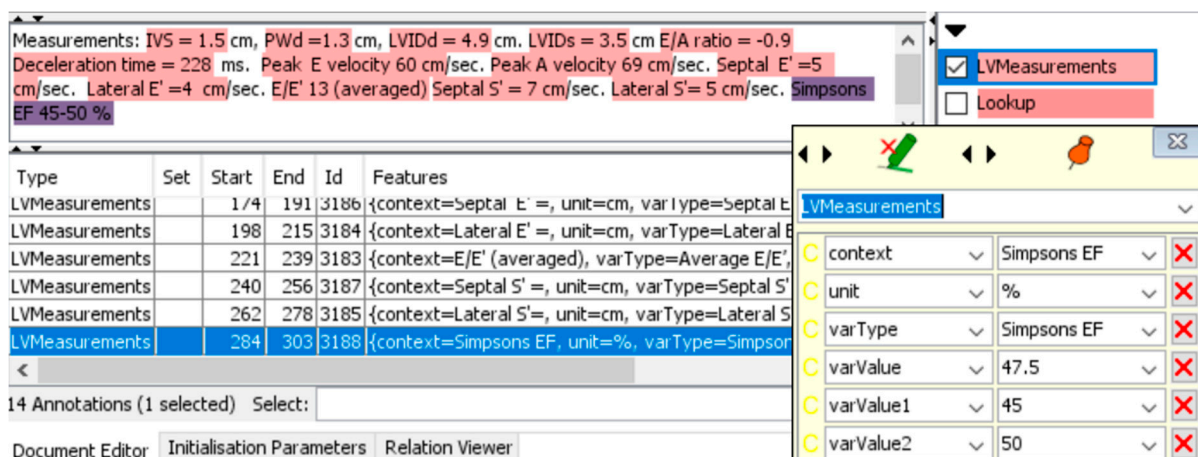 Measurements: IVS = 1.5 cm, PWd =1.3 cm, LVIDd = 4.9 cm. LVIDs = 3.5 cm E/A ratio = -0.9
Deceleration time = 228 ms. Peak E velocity 60 cm/sec. Peak A velocity 69 cm/sec. Septal E' =5
cm/sec. Lateral E' =4 cm/sec. E/E' 13 (averaged) Septal S' = 7 cm/sec. Lateral S'= 5 cm/sec. Simpsons
EF 45-50 %
LVMeasurements
Lookup
Type Set Start End Id Features
LVMeasurements 174 191 3186 {context=Septal E' =, unit=cm, varType=Septal E
LVMeasurements 198 215 3184 {context=Lateral E' =, unit=cm, varType=Lateral E
LVMeasurements 221 239 3183 {context=E/E' (averaged), varType=Average E/E',
LVMeasurements 240 256 3187 {context=Septal S' =, unit=cm, varType=Septal S'
LVMeasurements 262 278 3185 {context=Lateral S'=, unit=cm, varType=Lateral S
LVMeasurements 284 303 3188 {context=Simpsons EF, unit=%, varType=Simpson
14 Annotations (1 selected) Select:
Document Editor Initialisation Parameters Relation Viewer
LVMeasurements
C context Simpsons EF
C unit %
C varType Simpsons EF
C varValue 47.5
C varValue1 45
C varValue2 50